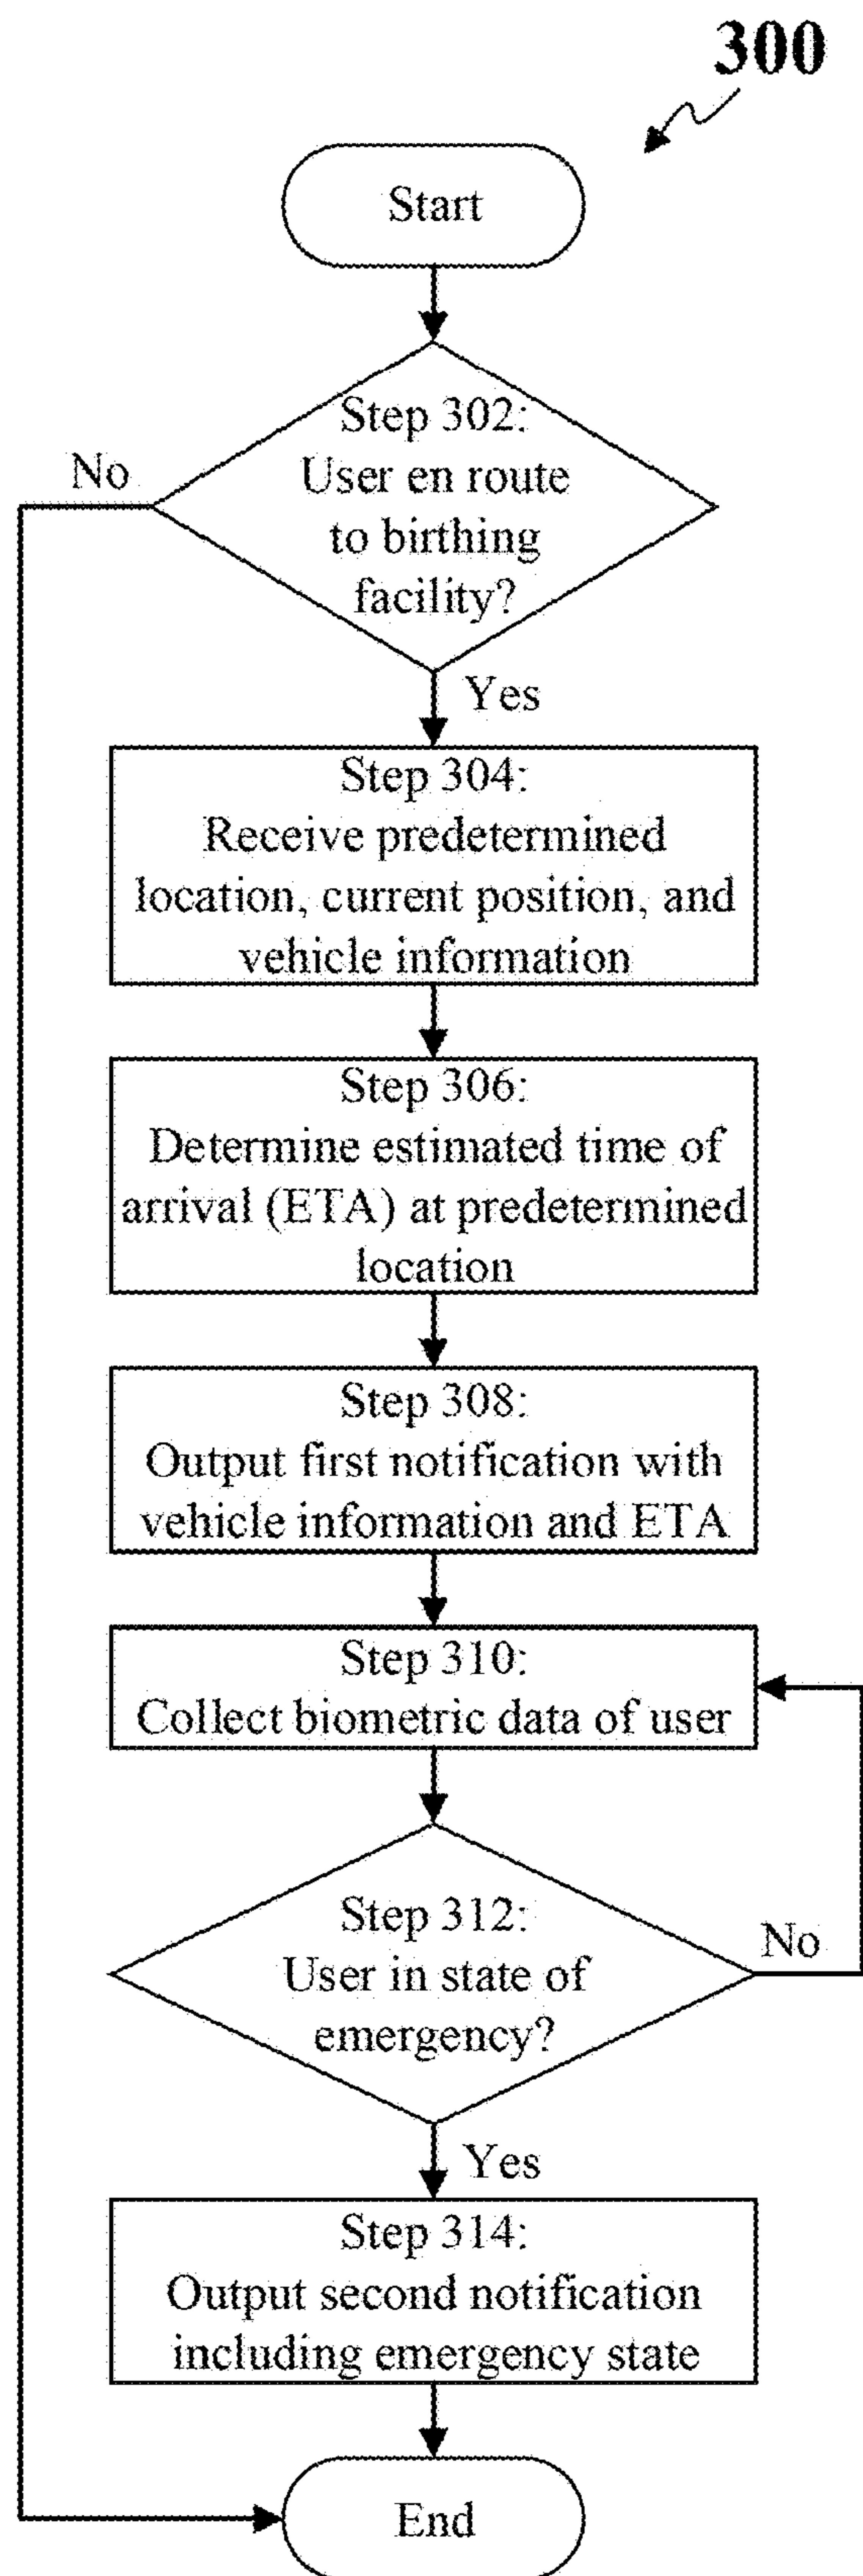 300
Start
Step 302:
User en route
to birthing
facility?
No
Yes
Step 304:
Receive predetermined
location, current position, and
vehicle information
Step 306:
Determine estimated time of
arrival (ETA) at predetermined
location
Step 308:
Output first notification with
vehicle information and ETA
Step 310:
Collect biometric data of user
Step 312:
User in state of
emergency?
No
Yes
Step 314:
Output second notification
including emergency state
End